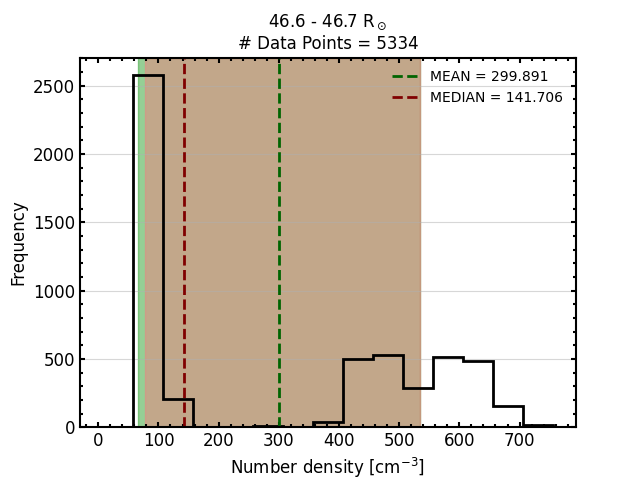 46.6 - 46.7 R⊙
# Data Points = 5334
MEAN = 299.891
MEDIAN = 141.706
Frequency
2500
2000
1500
1000
500
0
0 100 200 300 400 500 600 700
Number density [cm⁻³]